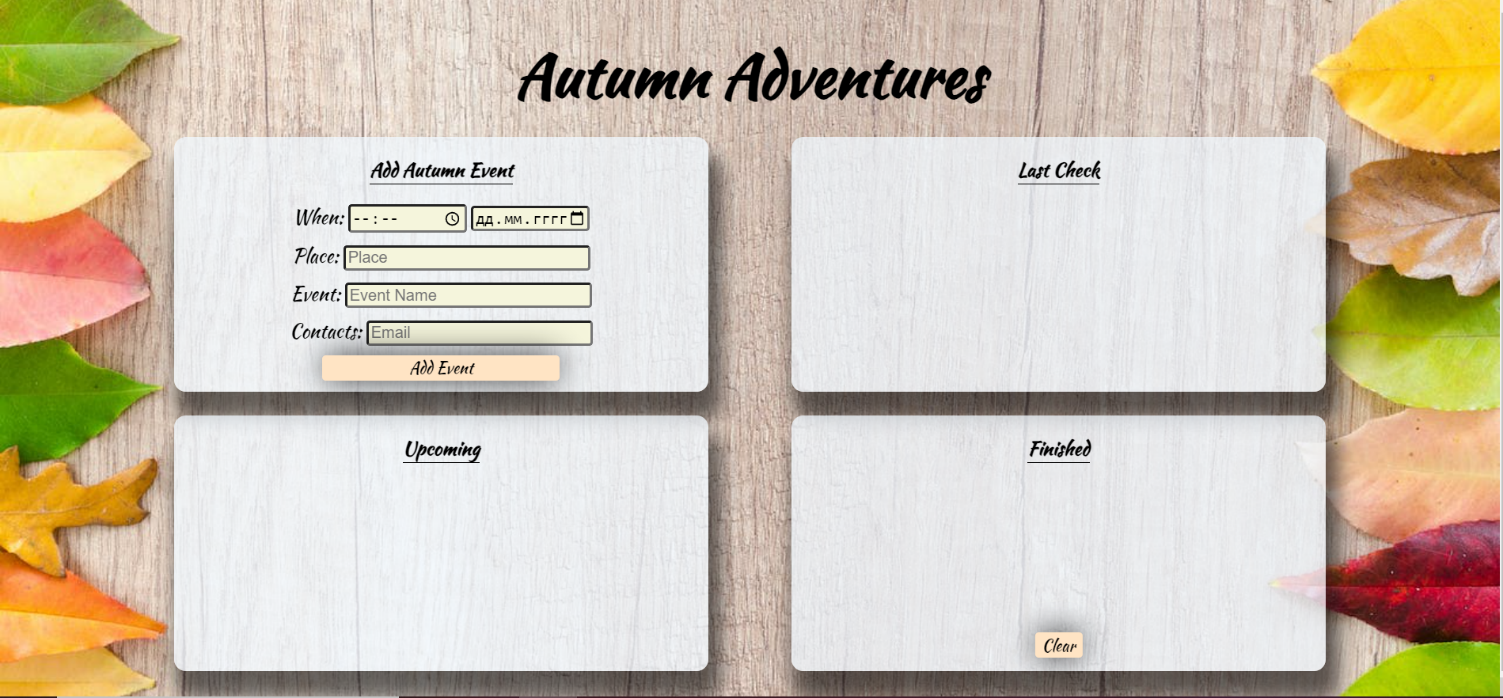 Autumn Adventures
Add Autumn Event
When: --:-- дд.мм.гггг
Place: Place
Event: Event Name
Contacts: Email
Add Event
Last Check
Upcoming
Finished
Clear